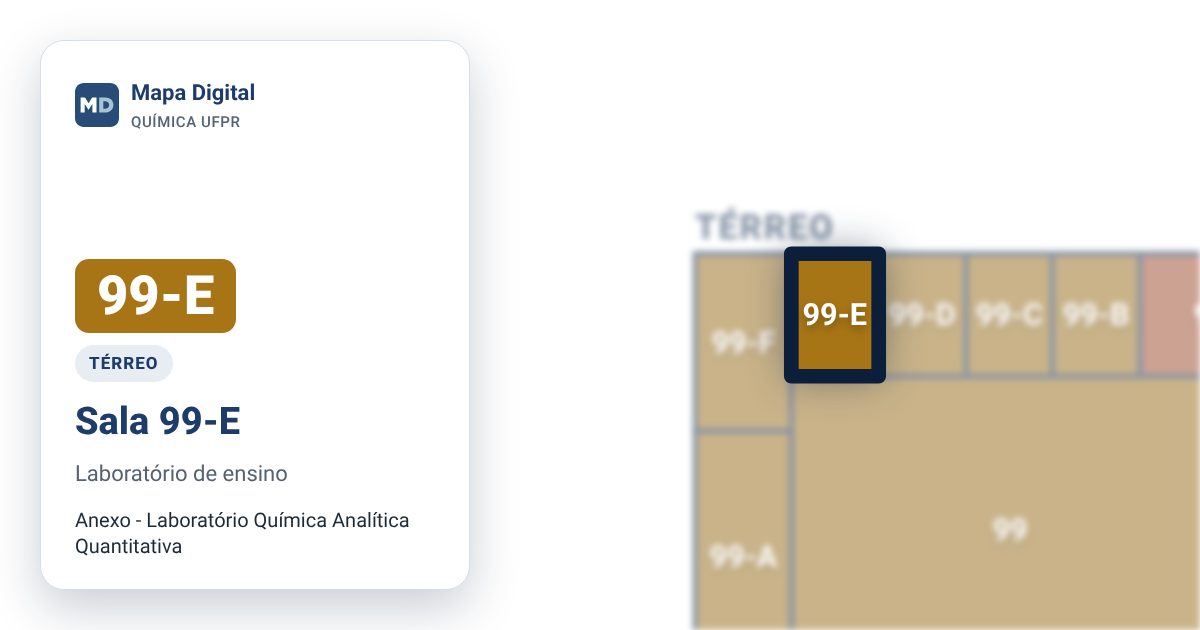 MD
Mapa Digital
QUÍMICA UFPR
99-E
TÉRREO
Sala 99-E
Laboratório de ensino
Anexo - Laboratório Química Analítica
Quantitativa
TÉRREO
99-F
99-E
99-D
99-C
99-B
99-A
99